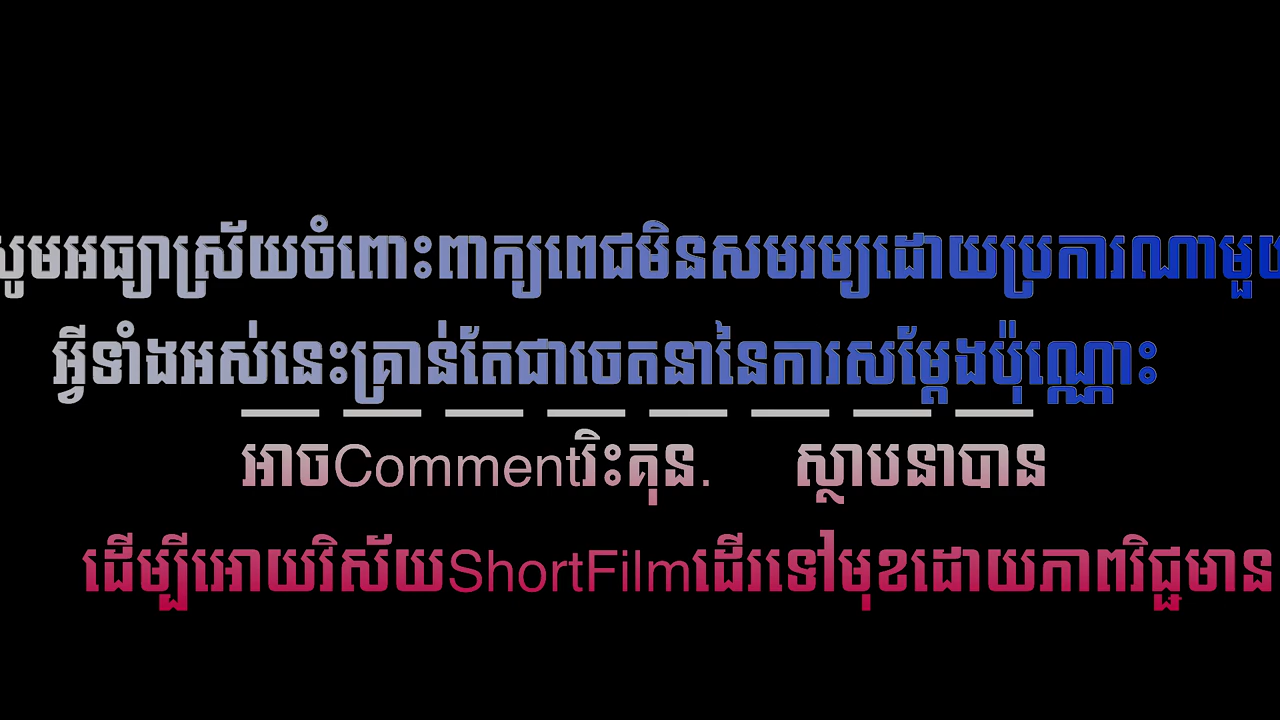 សូមអធ្យាស្រ័យចំពោះពាក្យពេជមិនសមរម្យដោយប្រការណាមួយ
អ្វីទាំងអស់នេះគ្រាន់តែជាចេតនានៃការសម្តែងប៉ុណ្ណោះ
អាចCommentរិះគុន. ស្ថាបនាបាន
ដើម្បីអោយវិស័យShortFilmដើរទៅមុខដោយភាពវិជ្ជមាន